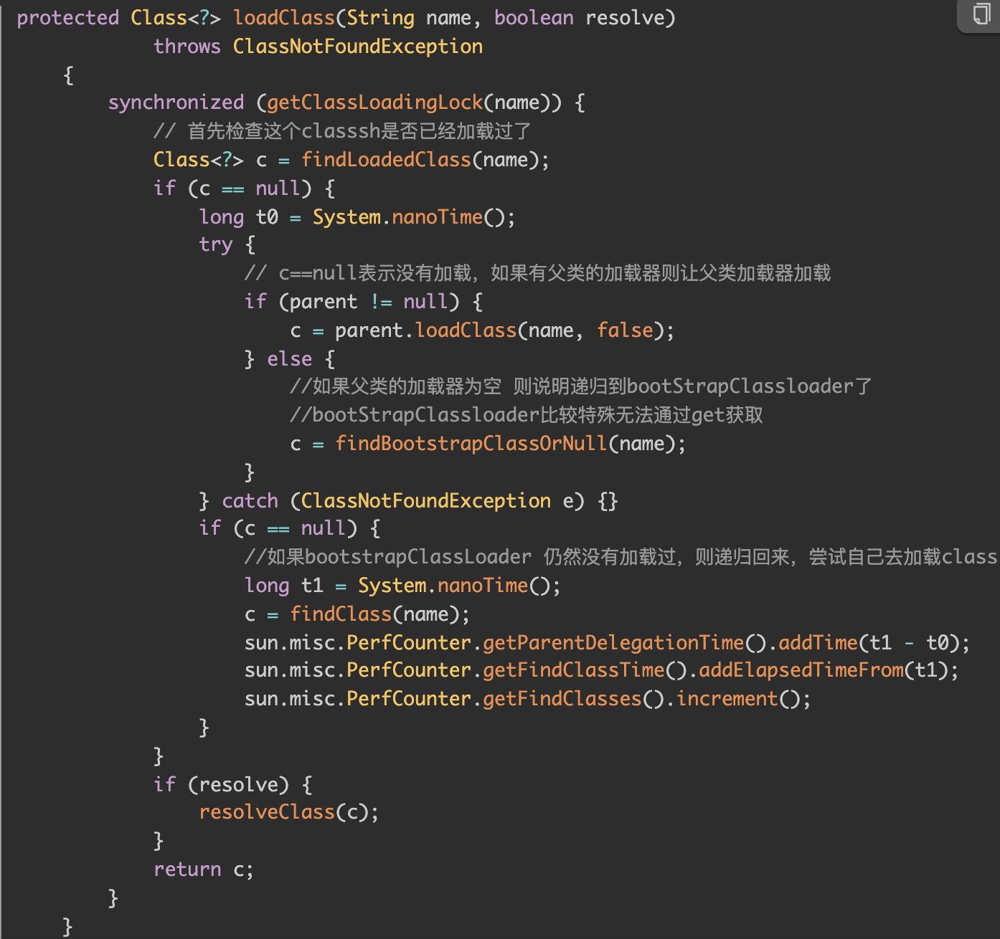 protected Class<?> loadClass(String name, boolean resolve)
            throws ClassNotFoundException
    {
        synchronized (getClassLoadingLock(name)) {
            // 首先检查这个classsh是否已经加载过了
            Class<?> c = findLoadedClass(name);
            if (c == null) {
                long t0 = System.nanoTime();
                try {
                    // c==null表示没有加载，如果有父类的加载器则让父类加载器加载
                    if (parent != null) {
                        c = parent.loadClass(name, false);
                    } else {
                        //如果父类的加载器为空 则说明递归到bootStrapClassloader了
                        //bootStrapClassloader比较特殊无法通过get获取
                        c = findBootstrapClassOrNull(name);
                    }
                } catch (ClassNotFoundException e) {}
                if (c == null) {
                    //如果bootstrapClassLoader 仍然没有加载过，则递归回来，尝试自己去加载class
                    long t1 = System.nanoTime();
                    c = findClass(name);
                    sun.misc.PerfCounter.getParentDelegationTime().addTime(t1 - t0);
                    sun.misc.PerfCounter.getFindClassTime().addElapsedTimeFrom(t1);
                    sun.misc.PerfCounter.getFindClasses().increment();
                }
            }
            if (resolve) {
                resolveClass(c);
            }
            return c;
        }
    }